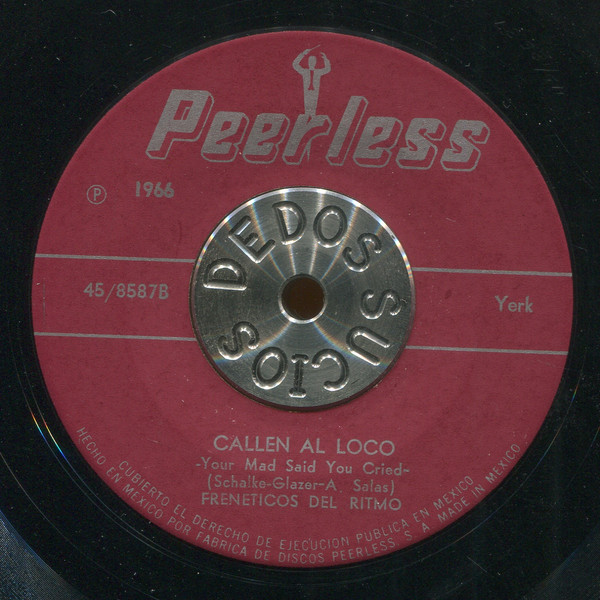 Peerless
Ⓟ 1966
DEDOS SUCIOS
45/8587B
Yerk
CALLEN AL LOCO
-Your Mad Said You Cried-
(Schalke-Glazer-A. Salas)
FRENETICOS DEL RITMO
CUBIERTO EL DERECHO DE EJECUCION PUBLICA EN MEXICO
HECHO EN MEXICO POR FABRICA DE DISCOS PEERLESS S. A. MADE IN MEXICO.